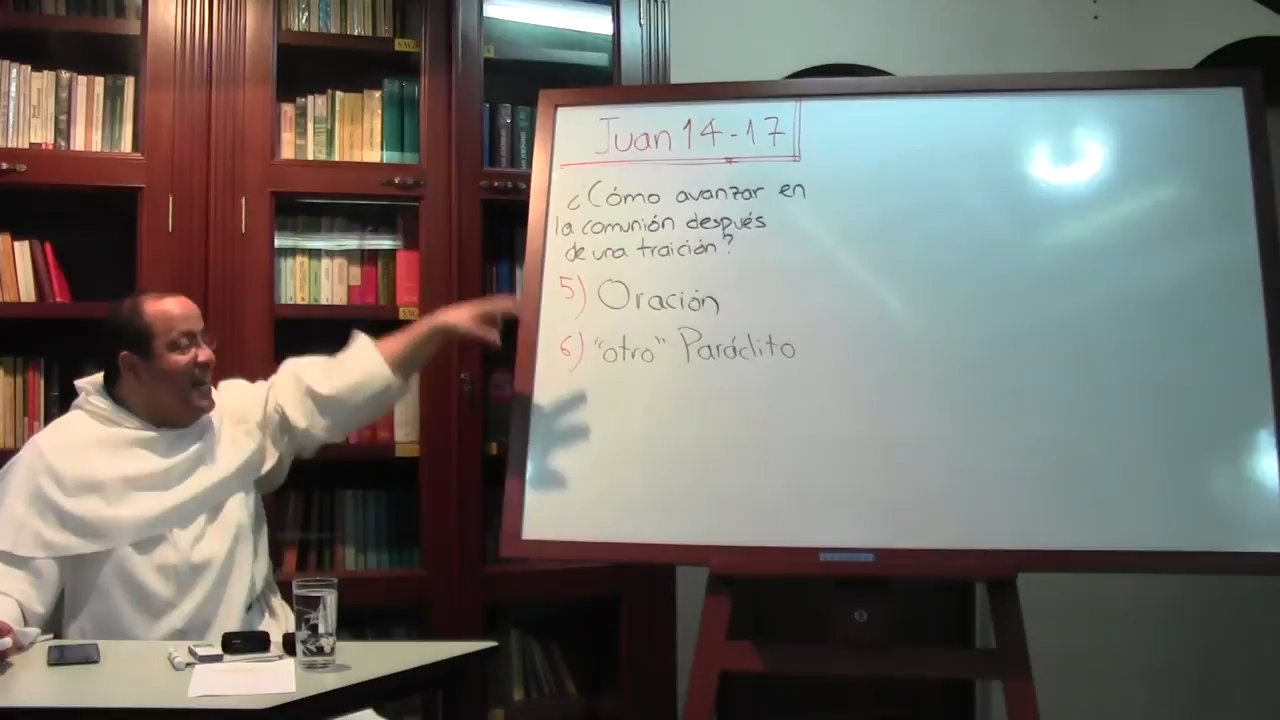 Juan 14-17
¿Cómo avanzar en
la comunión después
de una traición?
5) Oración
6) "otro" Paráclito